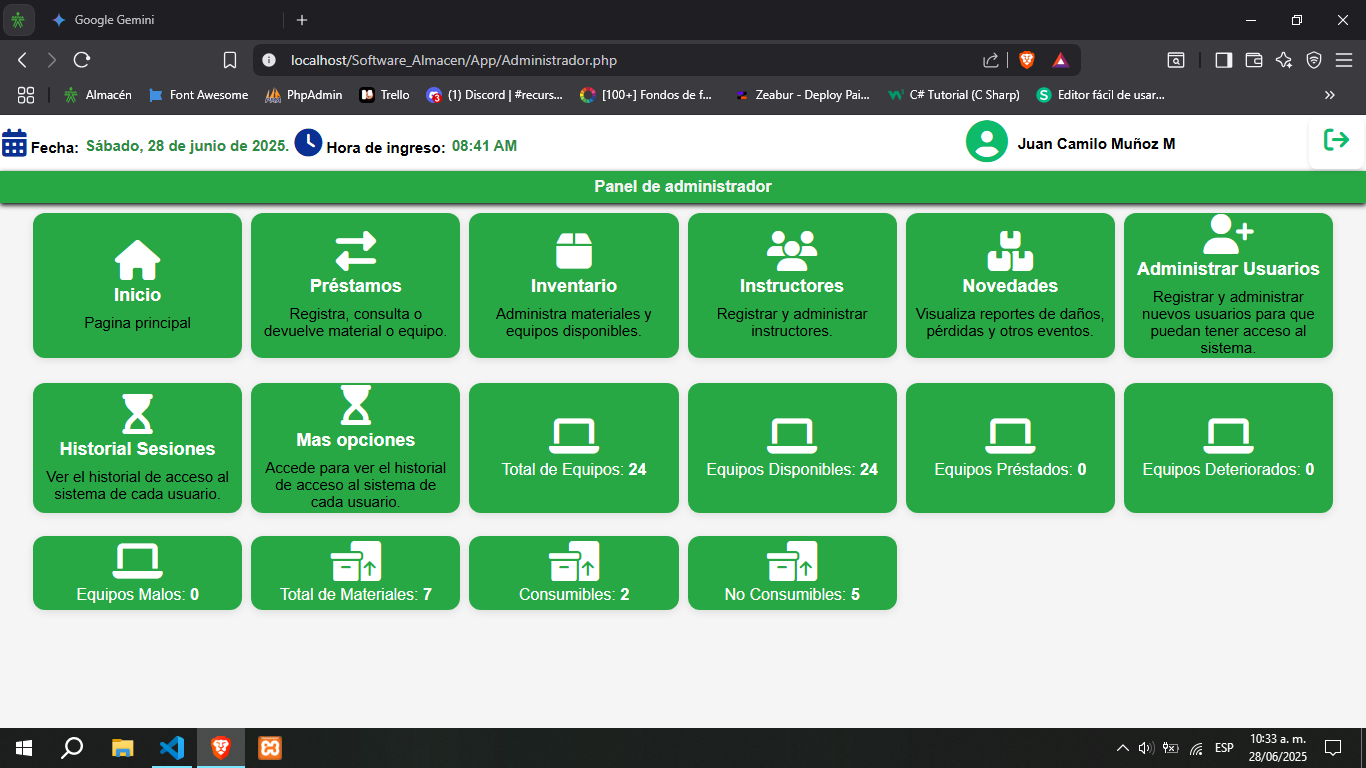 Google Gemini
localhost/Software_Almacen/App/Administrador.php
Almacén
Font Awesome
PhpAdmin
Trello
(1) Discord | #recurs...
[100+] Fondos de f...
Zeabur - Deploy Pai...
C# Tutorial (C Sharp)
Editor fácil de usar...
Fecha: Sábado, 28 de junio de 2025. Hora de ingreso: 08:41 AM
Juan Camilo Muñoz M
Panel de administrador
Inicio
Pagina principal
Préstamos
Registra, consulta o
devuelve material o equipo.
Inventario
Administra materiales y
equipos disponibles.
Instructores
Registrar y administrar
instructores.
Novedades
Visualiza reportes de daños,
pérdidas y otros eventos.
Administrar Usuarios
Registrar y administrar
nuevos usuarios para que
puedan tener acceso al
sistema.
Historial Sesiones
Ver el historial de acceso al
sistema de cada usuario.
Mas opciones
Accede para ver el historial
de acceso al sistema de
cada usuario.
Total de Equipos: 24
Equipos Disponibles: 24
Equipos Préstados: 0
Equipos Deteriorados: 0
Equipos Malos: 0
Total de Materiales: 7
Consumibles: 2
No Consumibles: 5
ESP
10:33 a. m.
28/06/2025